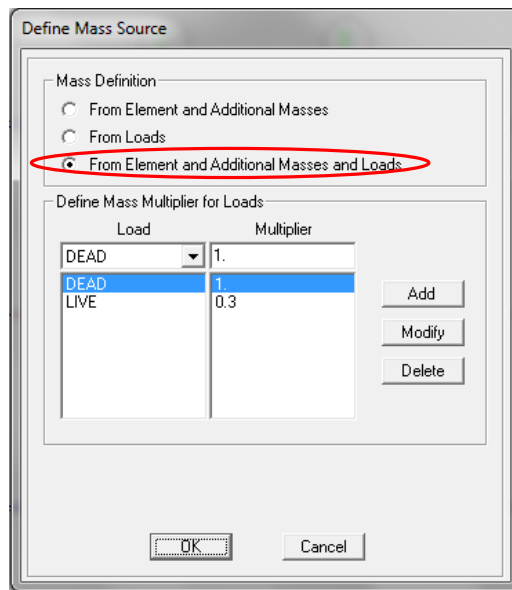 Define Mass Source
Mass Definition
From Element and Additional Masses
From Loads
From Element and Additional Masses and Loads
Define Mass Multiplier for Loads
Load Multiplier
DEAD 1.
DEAD 1.
LIVE 0.3
Add
Modify
Delete
OK Cancel